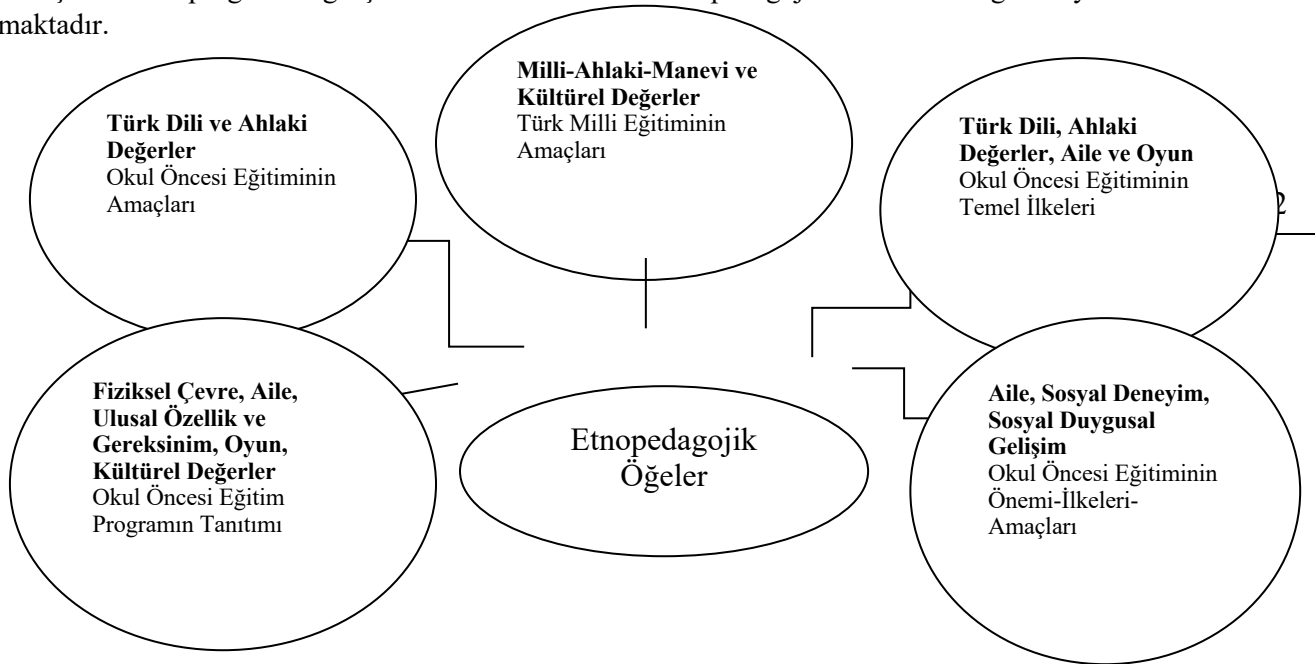 maktadır.
Milli-Ahlaki-Manevi ve
Kültürel Değerler
Türk Milli Eğitiminin
Amaçları
Türk Dili ve Ahlaki
Değerler
Okul Öncesi Eğitiminin
Amaçları
Türk Dili, Ahlaki
Değerler, Aile ve Oyun
Okul Öncesi Eğitiminin
Temel İlkeleri
2
Fiziksel Çevre, Aile,
Ulusal Özellik ve
Gereksinim, Oyun,
Kültürel Değerler
Okul Öncesi Eğitim
Programın Tanıtımı
Etnopedagojik
Öğeler
Aile, Sosyal Deneyim,
Sosyal Duygusal
Gelişim
Okul Öncesi Eğitiminin
Önemi-İlkeleri-
Amaçları